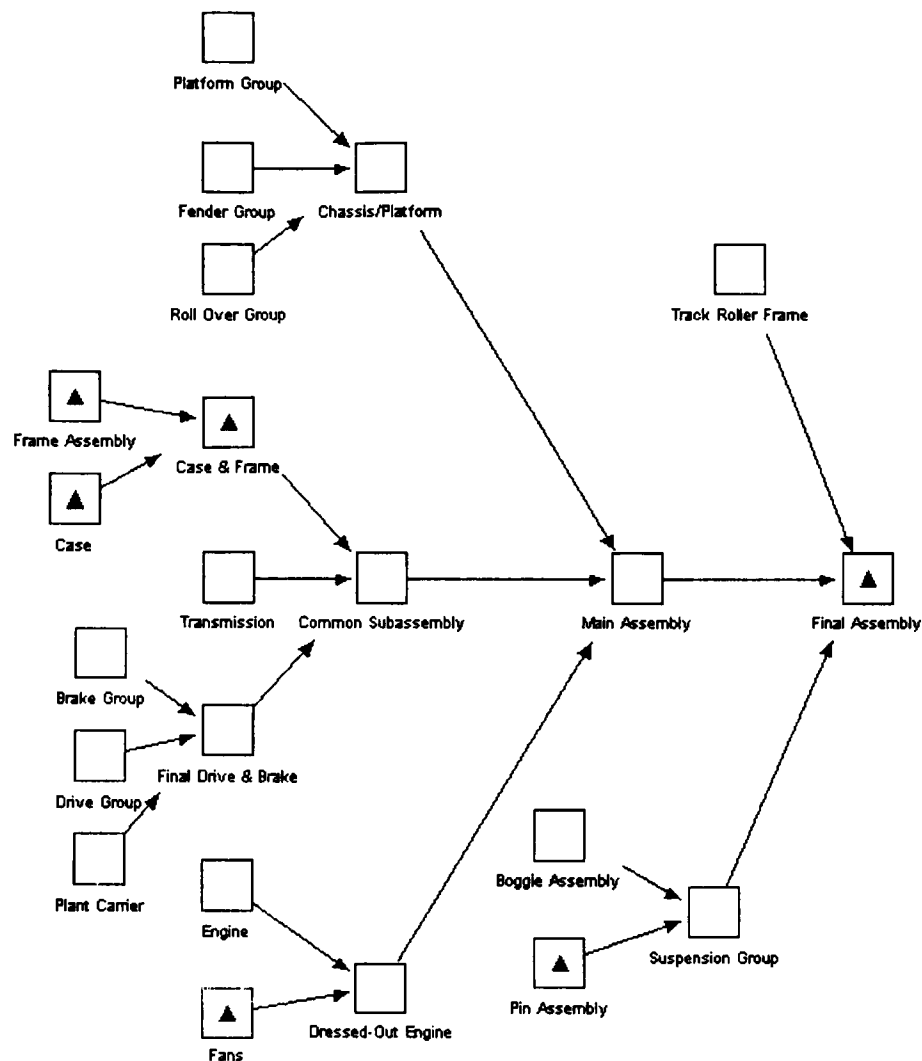 Platform Group
Fender Group
Chassis/Platform
Roll Over Group
Track Roller Frame
Frame Assembly
Case & Frame
Case
Transmission
Common Subassembly
Main Assembly
Final Assembly
Brake Group
Final Drive & Brake
Drive Group
Plant Carrier
Boggle Assembly
Engine
Suspension Group
Pin Assembly
Dressed-Out Engine
Fans